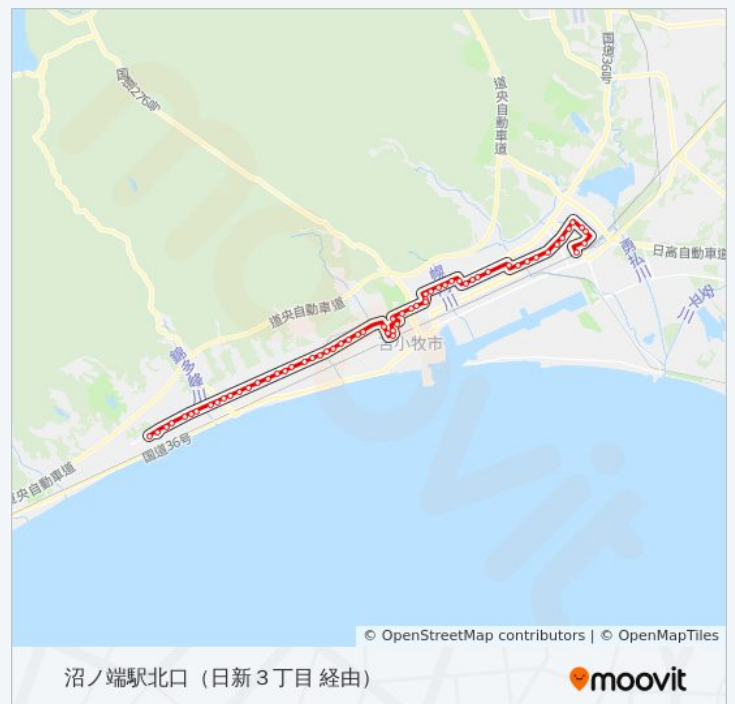 国道36号
国道276号
道央自動車道
日高自動車道
勇払川
道央自動車道
苫小牧市
錦多峰川
国道36号
道央自動車道
© OpenStreetMap contributors | © OpenMapTiles
沼ノ端駅北口（日新３丁目 経由）
moovit